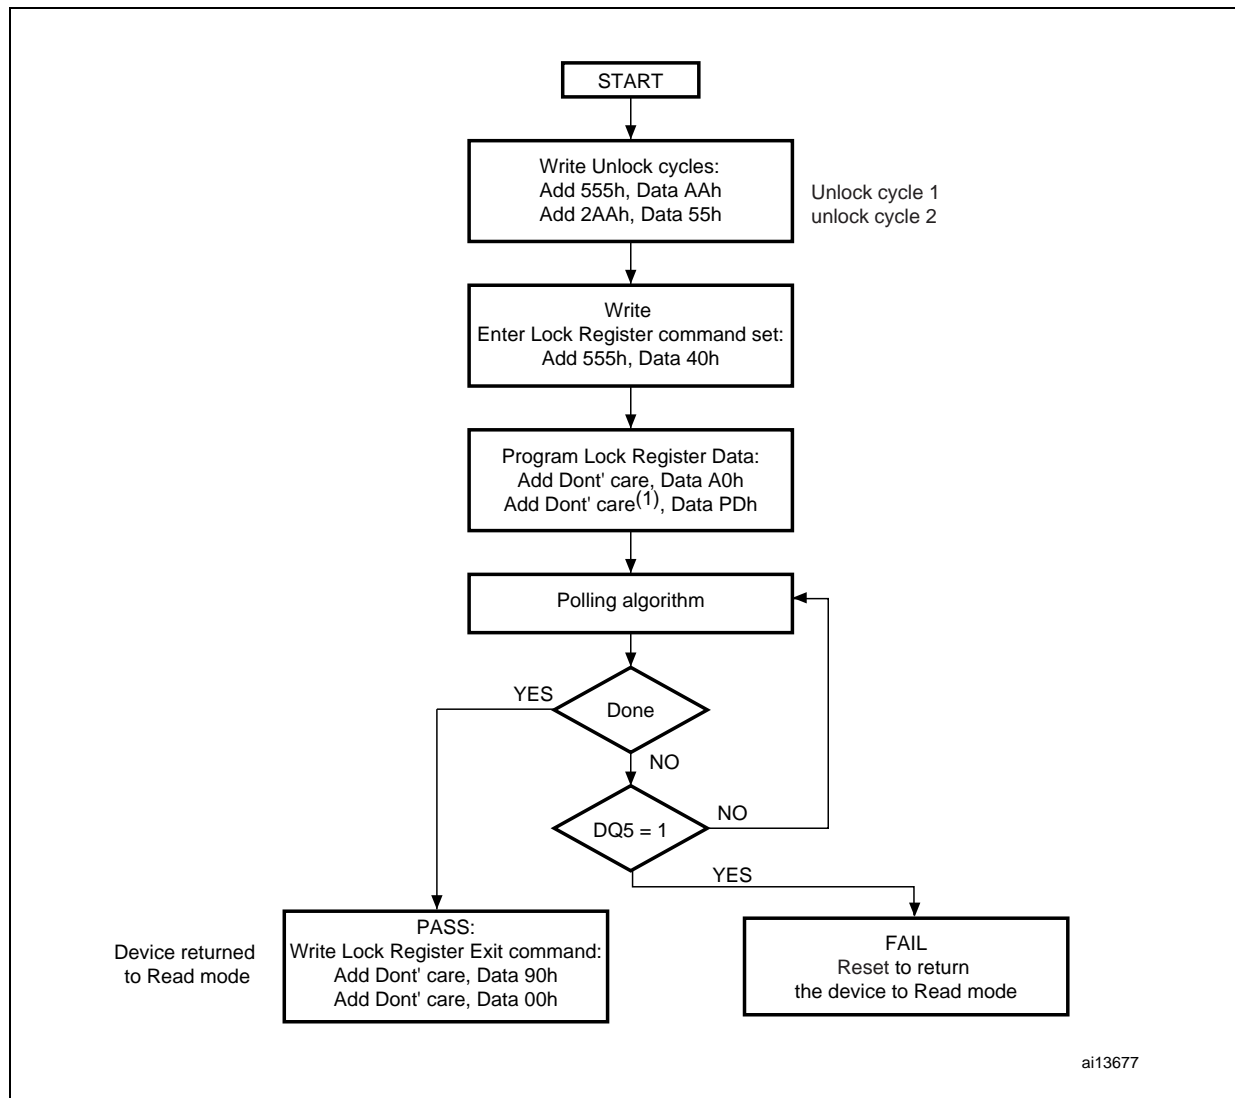 START
Write Unlock cycles:
Add 555h, Data AAh
Add 2AAh, Data 55h
Unlock cycle 1
unlock cycle 2
Write
Enter Lock Register command set:
Add 555h, Data 40h
Program Lock Register Data:
Add Dont' care, Data A0h
Add Dont' care(1), Data PDh
Polling algorithm
YES
Done
NO
DQ5 = 1
NO
YES
Device returned
to Read mode
PASS:
Write Lock Register Exit command:
Add Dont' care, Data 90h
Add Dont' care, Data 00h
FAIL
Reset to return
the device to Read mode
ai13677